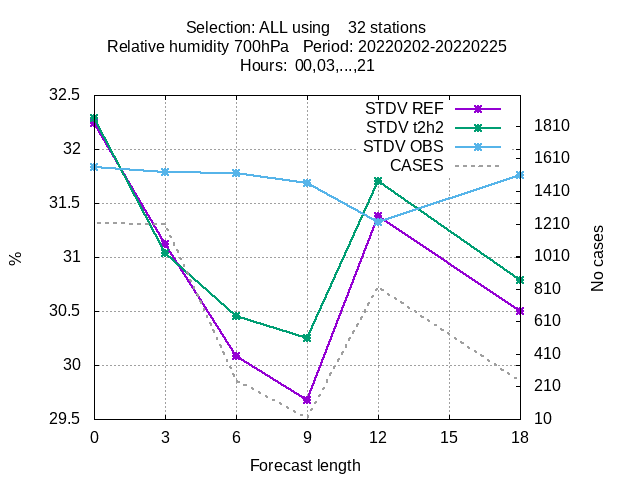 Selection: ALL using 32 stations
Relative humidity 700hPa Period: 20220202-20220225
Hours: 00,03,...,21
32.5
32
31.5
31
30.5
30
29.5
%
STDV REF
STDV t2h2
STDV OBS
CASES
1810
1610
1410
1210
1010
810
610
410
210
10
No cases
0 3 6 9 12 15 18
Forecast length